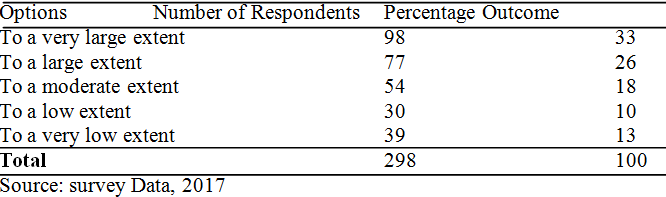 Options Number of Respondents Percentage Outcome
To a very large extent 98 33
To a large extent 77 26
To a moderate extent 54 18
To a low extent 30 10
To a very low extent 39 13
Total 298 100
Source: survey Data, 2017